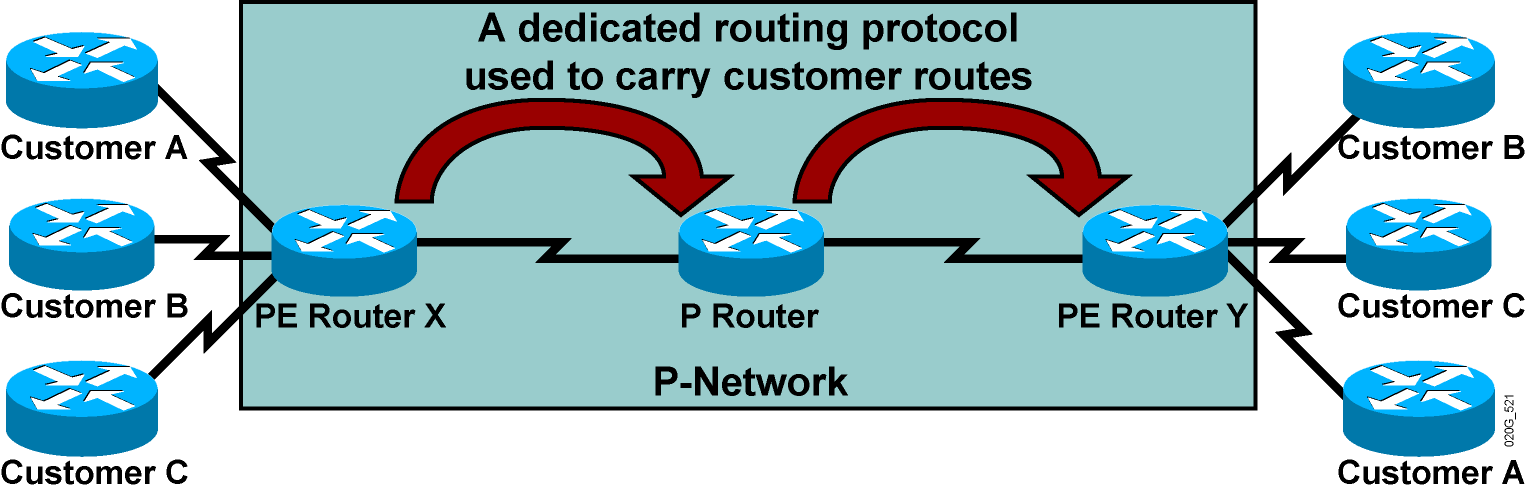 A dedicated routing protocol
used to carry customer routes
Customer A
Customer B
Customer C
PE Router X
P Router
PE Router Y
P-Network
Customer B
Customer C
Customer A
020G_521